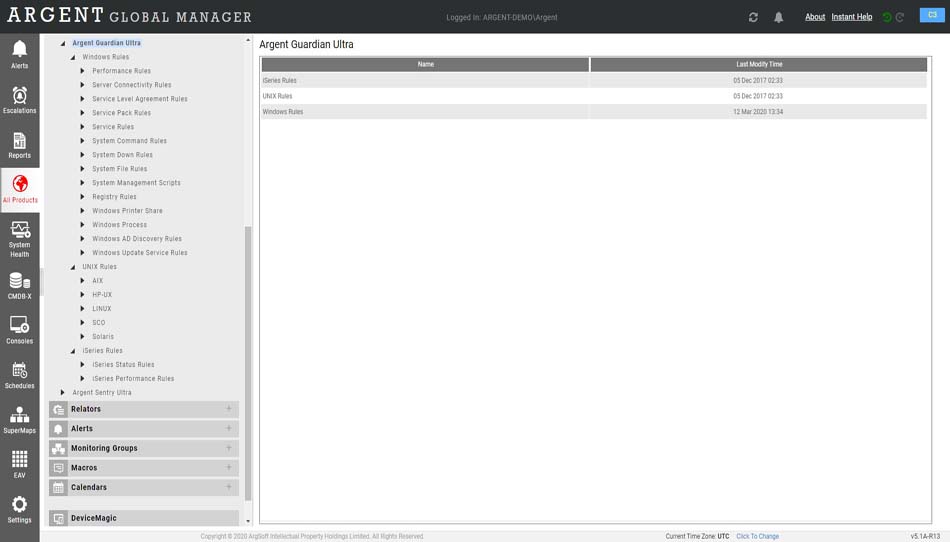 ARGENT GLOBAL MANAGER
Logged In: ARGENT-DEMO\Argent
About
Instant Help
C3
Alerts
Escalations
Reports
All Products
System
Health
CMDB-X
Consoles
Schedules
SuperMaps
EAV
Settings
Argent Guardian Ultra
Windows Rules
Performance Rules
Server Connectivity Rules
Service Level Agreement Rules
Service Pack Rules
Service Rules
System Command Rules
System Down Rules
System File Rules
System Management Scripts
Registry Rules
Windows Printer Share
Windows Process
Windows AD Discovery Rules
Windows Update Service Rules
UNIX Rules
AIX
HP-UX
LINUX
SCO
Solaris
iSeries Rules
iSeries Status Rules
iSeries Performance Rules
Argent Sentry Ultra
Relators +
Alerts +
Monitoring Groups +
Macros +
Calendars +
DeviceMagic
Argent Guardian Ultra
Name Last Modify Time
iSeries Rules 05 Dec 2017 02:33
UNIX Rules 05 Dec 2017 02:33
Windows Rules 12 Mar 2020 13:34
Copyright © 2020 ArgSoft Intellectual Property Holdings Limited, All Rights Reserved.
Current Time Zone: UTC Click To Change
v5.1A-R13